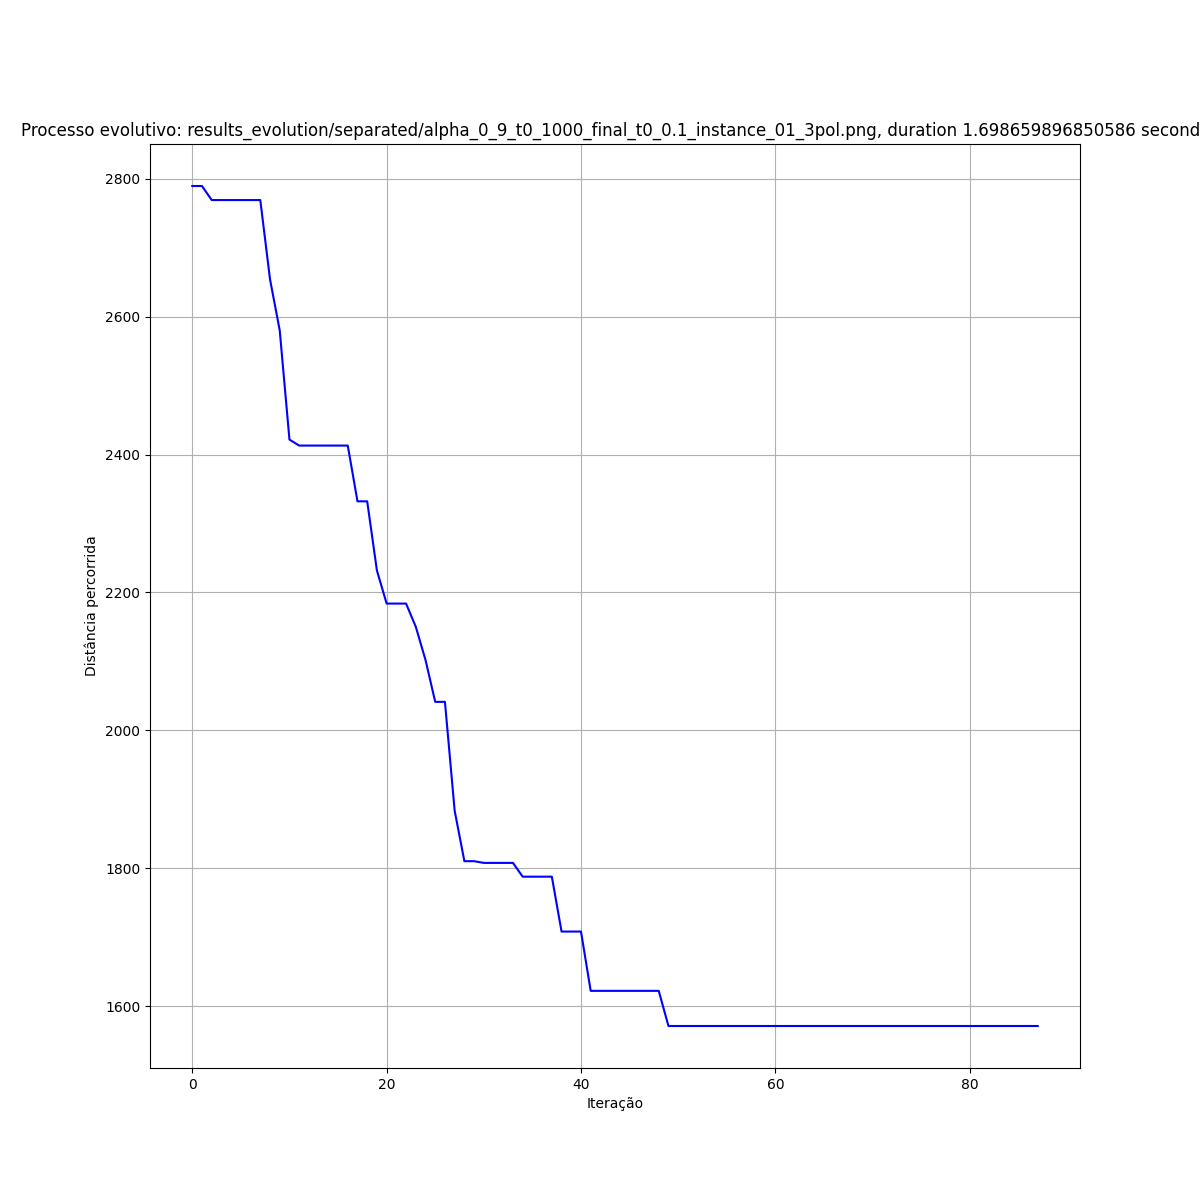 Processo evolutivo: results_evolution/separated/alpha_0_9_t0_1000_final_t0_0.1_instance_01_3pol.png, duration 1.698659896850586 second
2800
2600
2400
2200
2000
1800
1600
Distância percorrida
0 20 40 60 80
Iteração